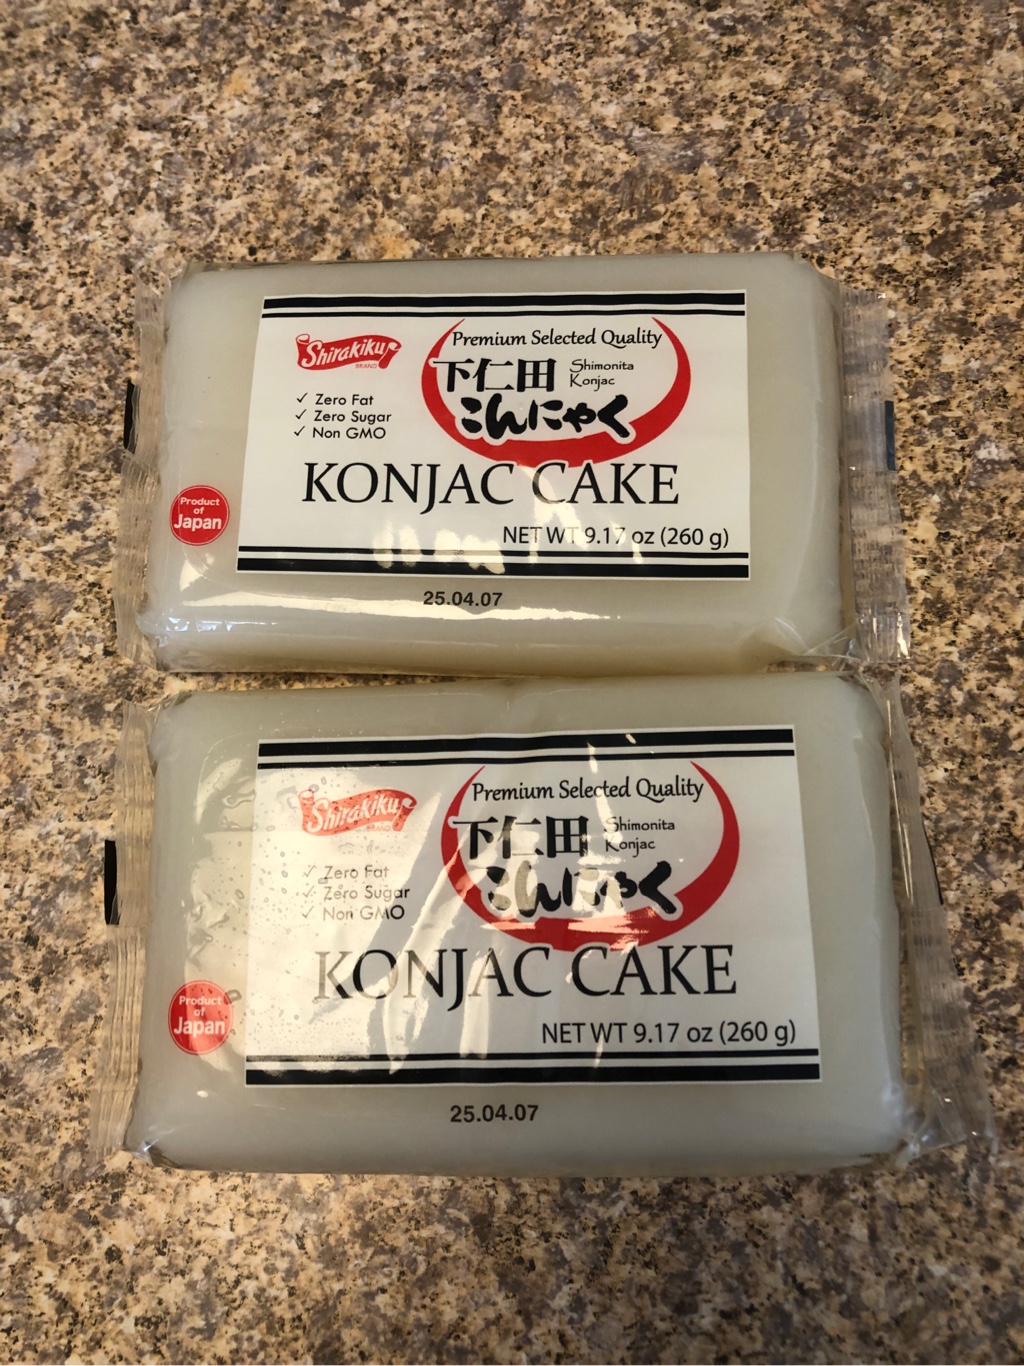 Shirakiku
BRAND
✓ Zero Fat
✓ Zero Sugar
✓ Non GMO
Premium Selected Quality
下仁田
Shimonita
Konjac
こんにゃく
KONJAC CAKE
NET WT 9.17 oz (260 g)
Product
of
Japan
25.04.07
Shirakiku
BRAND
✓ Zero Fat
✓ Zero Sugar
✓ Non GMO
Premium Selected Quality
下仁田
Shimonita
Konjac
こんにゃく
KONJAC CAKE
NET WT 9.17 oz (260 g)
Product
of
Japan
25.04.07